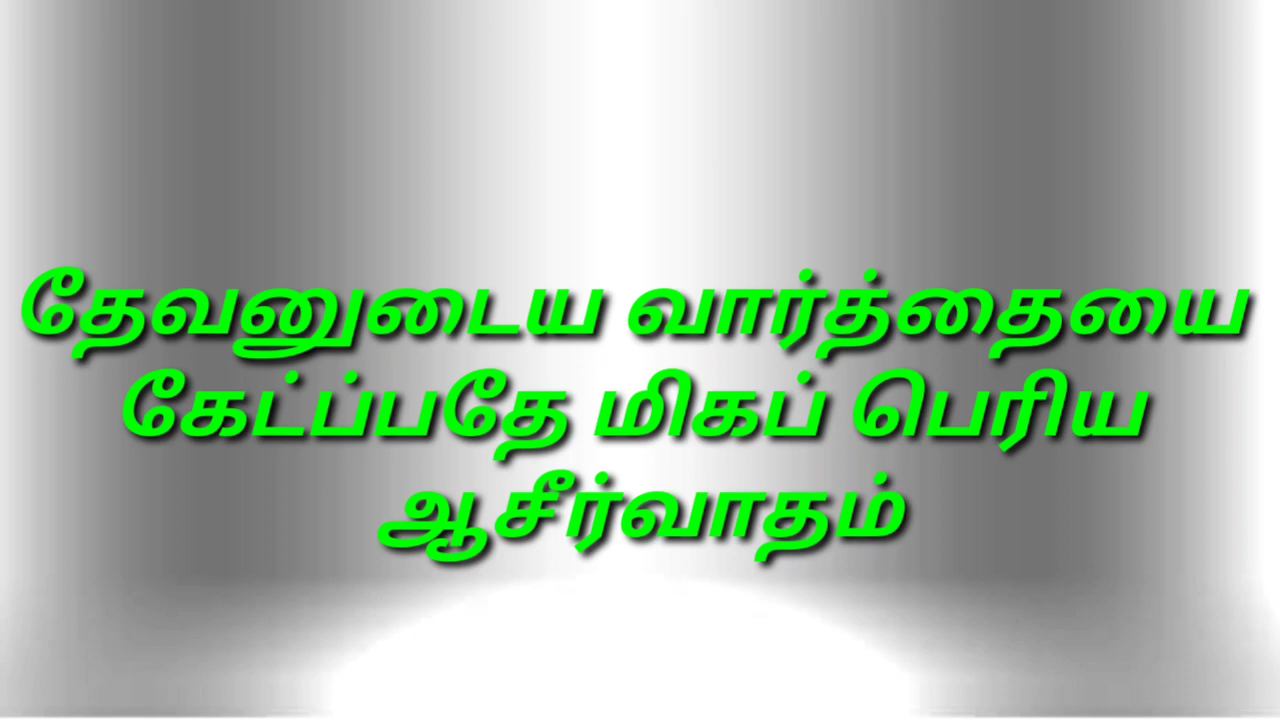 தேவனுடைய வார்த்தையை
கேட்ப்பதே மிகப் பெரிய
ஆசீர்வாதம்